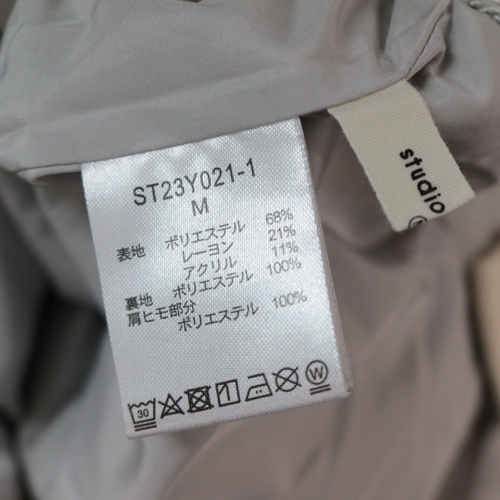 ST23Y021-1
M
表地 ポリエステル 68%
レーヨン 21%
アクリル 11%
裏地 ポリエステル 100%
肩ヒモ部分
ポリエステル 100%
30
W
studio